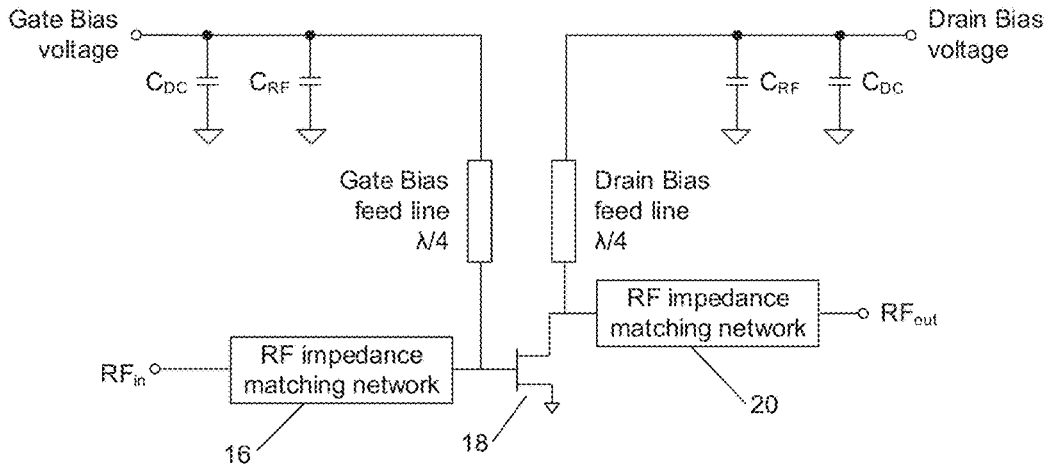 Gate Bias
voltage
C_DC
C_RF
Drain Bias
voltage
C_RF
C_DC
Gate Bias
feed line
λ/4
Drain Bias
feed line
λ/4
RF impedance
matching network
RF_out
RF_in
RF impedance
matching network
16
18
20